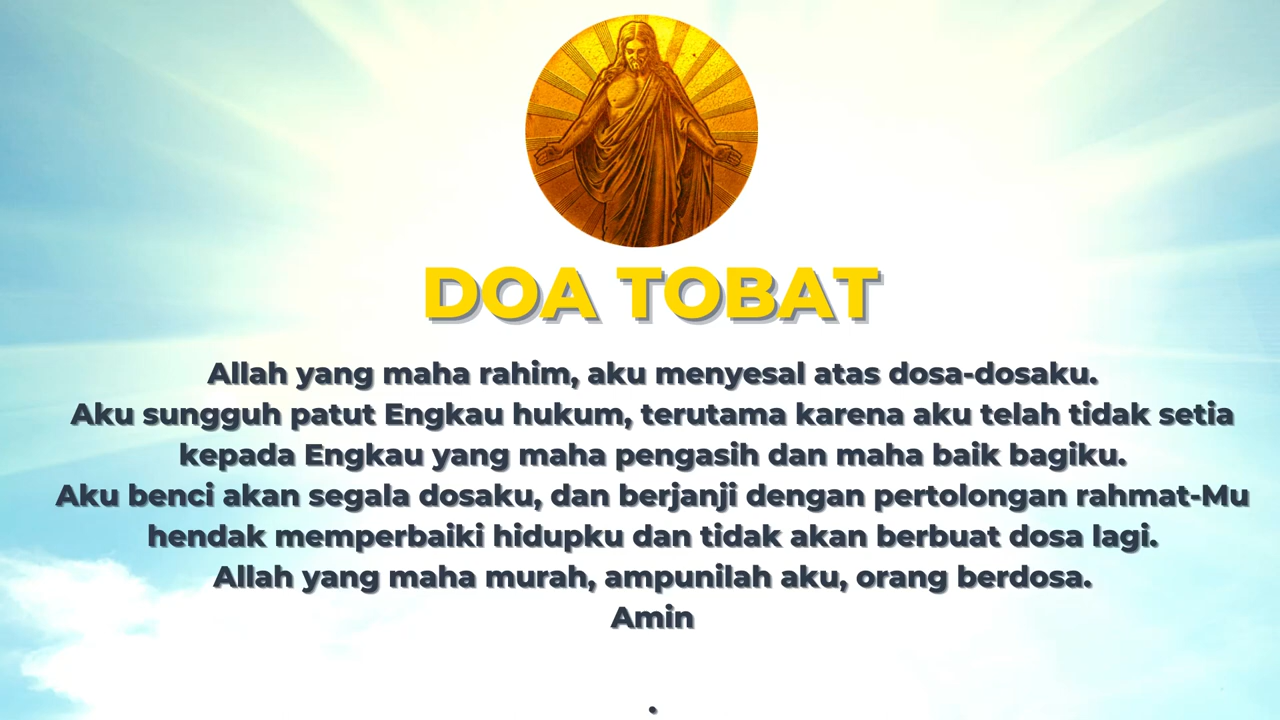 DOA TOBAT
Allah yang maha rahim, aku menyesal atas dosa-dosaku.
Aku sungguh patut Engkau hukum, terutama karena aku telah tidak setia
kepada Engkau yang maha pengasih dan maha baik bagiku.
Aku benci akan segala dosaku, dan berjanji dengan pertolongan rahmat-Mu
hendak memperbaiki hidupku dan tidak akan berbuat dosa lagi.
Allah yang maha murah, ampunilah aku, orang berdosa.
Amin
.